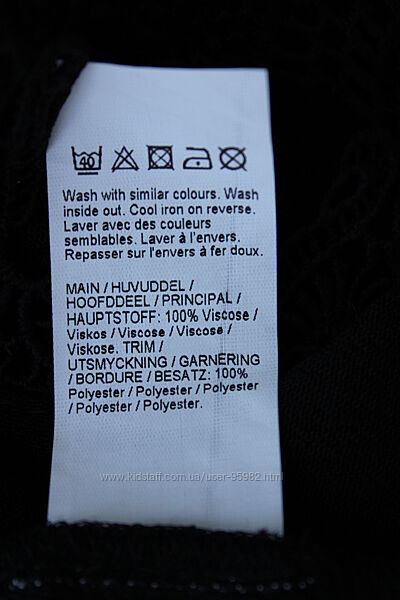 40
Wash with similar colours. Wash
inside out. Cool iron on reverse.
Laver avec des couleurs
semblables. Laver à l'envers.
Repasser sur l'envers à fer doux.
MAIN / HUVUDDEL /
HOOFDDEEL / PRINCIPAL /
HAUPTSTOFF: 100% Viscose /
Viskos / Viscose / Viscose /
Viskose. TRIM /
UTSMYCKNING / GARNERING
/ BORDURE / BESATZ: 100%
Polyester / Polyester / Polyester
/ Polyester / Polyester.
www.kidstaff.com.ua/user-95982.html